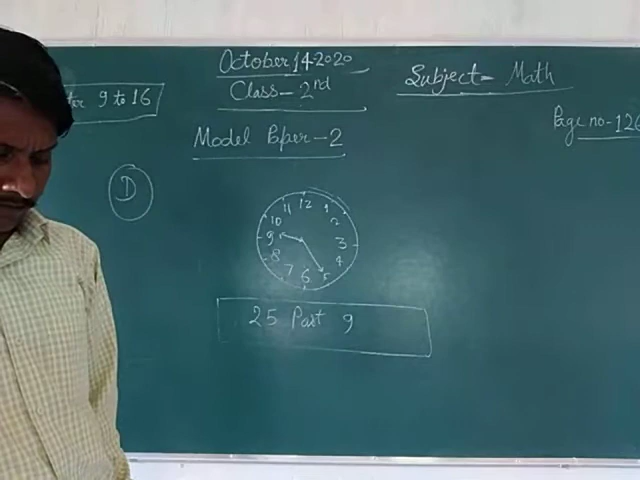 October 14 2020
Class - 2nd
Subject - Math
9 to 16
Page no - 126
Model Paper - 2
D
12
11 1
10 2
9 3
8 4
7 5
6
25 Past 9